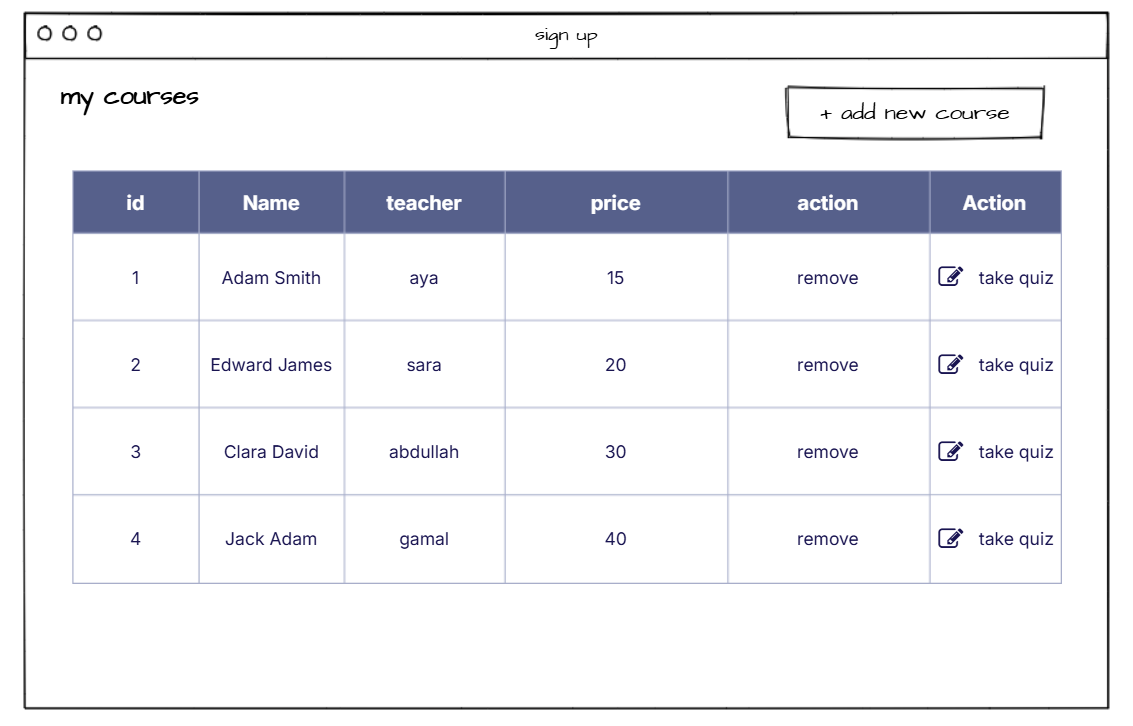 sign up
my courses
+ add new course
id Name teacher price action Action
1 Adam Smith aya 15 remove take quiz
2 Edward James sara 20 remove take quiz
3 Clara David abdullah 30 remove take quiz
4 Jack Adam gamal 40 remove take quiz